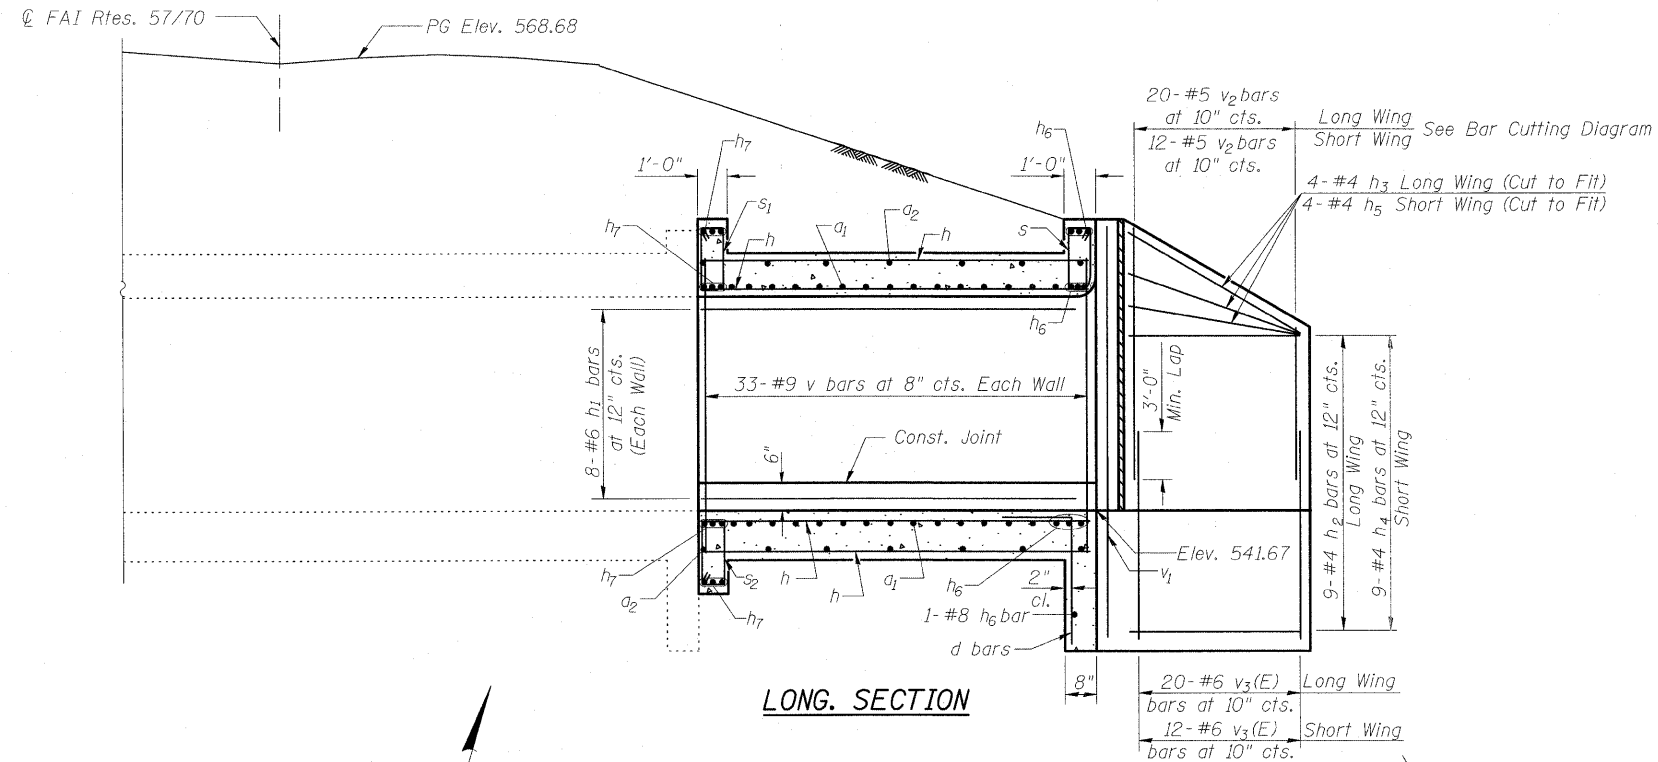 ℄ FAI Rtes. 57/70
PG Elev. 568.68
20-#5 v2 bars
at 10" cts.
12-#5 v2 bars
at 10" cts.
Long Wing
Short Wing
See Bar Cutting Diagram
4-#4 h3 Long Wing (Cut to Fit)
4-#4 h5 Short Wing (Cut to Fit)
h6
h7
1'-0"
1'-0"
s1
a2
h7
h
a1
h
s
h6
8-#6 h1 bars
at 12" cts.
(Each Wall)
33-#9 v bars at 8" cts. Each Wall
3'-0"
Min. Lap
Const. Joint
6"
9-#4 h2 bars at 12" cts.
Long Wing
9-#4 h4 bars at 12" cts.
Short Wing
Elev. 541.67
v1
h7
a2
s2
h
a1
h6
h
h7
2"
cl.
1-#8 h6 bar
d bars
8"
LONG. SECTION
20-#6 v3(E)
bars at 10" cts.
Long Wing
12-#6 v3(E)
bars at 10" cts.
Short Wing